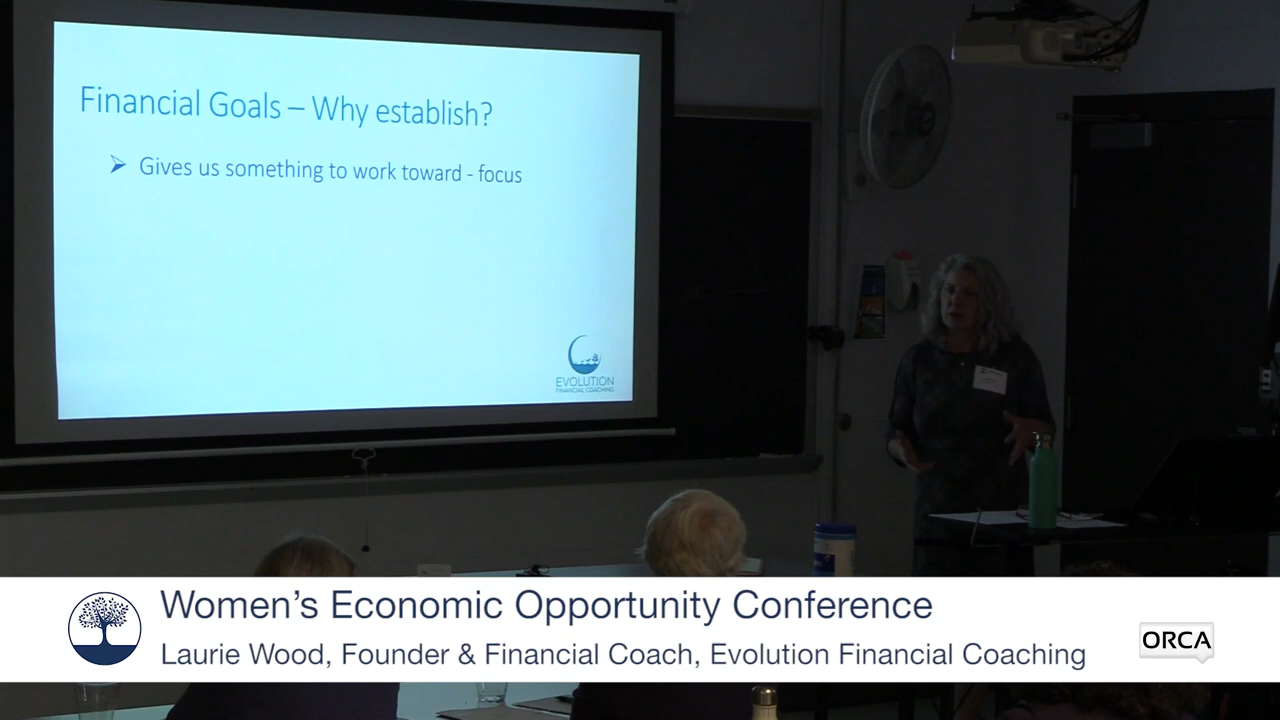 Financial Goals – Why establish?
Gives us something to work toward - focus
EVOLUTION
FINANCIAL COACHING
Women's Economic Opportunity Conference
Laurie Wood, Founder & Financial Coach, Evolution Financial Coaching
ORCA